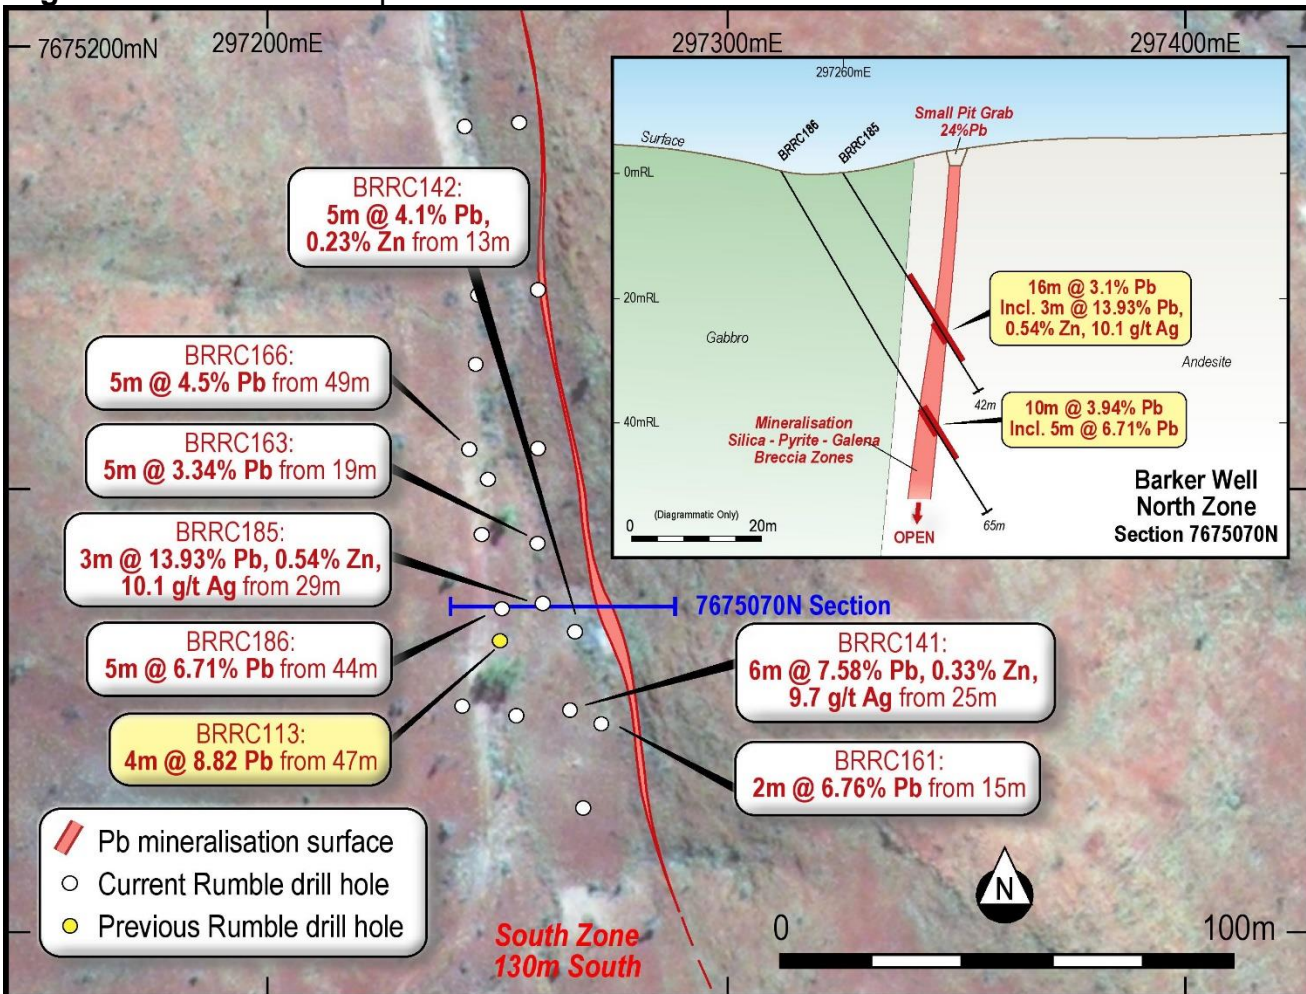 7675200mN
297200mE
297300mE
297400mE
BRRC142:
5m @ 4.1% Pb,
0.23% Zn from 13m
BRRC166:
5m @ 4.5% Pb from 49m
BRRC163:
5m @ 3.34% Pb from 19m
BRRC185:
3m @ 13.93% Pb, 0.54% Zn,
10.1 g/t Ag from 29m
BRRC186:
5m @ 6.71% Pb from 44m
BRRC113:
4m @ 8.82 Pb from 47m
7675070N Section
BRRC141:
6m @ 7.58% Pb, 0.33% Zn,
9.7 g/t Ag from 25m
BRRC161:
2m @ 6.76% Pb from 15m
Pb mineralisation surface
Current Rumble drill hole
Previous Rumble drill hole
South Zone
130m South
N
0
100m
297260mE
Surface
BRRC186
BRRC185
Small Pit Grab
24%Pb
0mRL
20mRL
40mRL
Gabbro
Andesite
16m @ 3.1% Pb
Incl. 3m @ 13.93% Pb,
0.54% Zn, 10.1 g/t Ag
42m
10m @ 3.94% Pb
Incl. 5m @ 6.71% Pb
Mineralisation
Silica - Pyrite - Galena
Breccia Zones
65m
(Diagrammatic Only)
0
20m
OPEN
Barker Well
North Zone
Section 7675070N